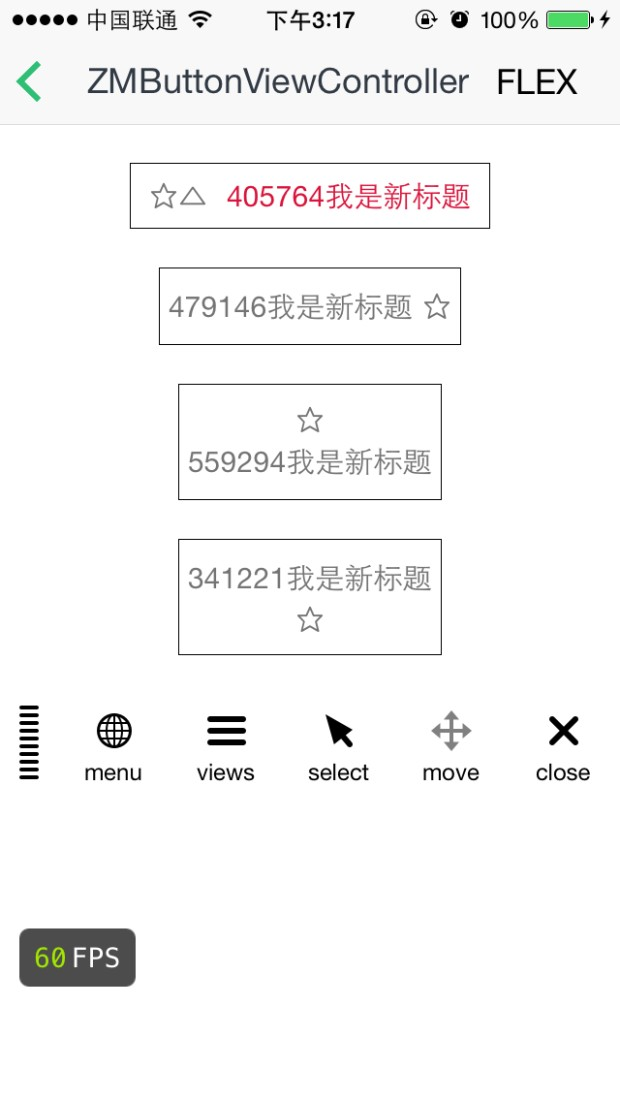 中国联通 下午3:17 100%
ZMButtonViewController FLEX
405764我是新标题
479146我是新标题
559294我是新标题
341221我是新标题
menu views select move close
60 FPS